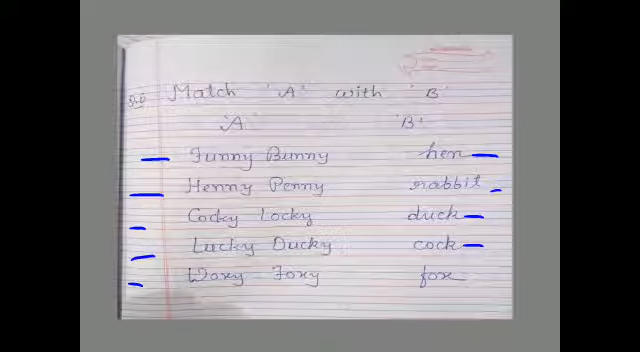 Match 'A' with 'B'
'A' 'B'
Funny Bunny hen
Henny Penny rabbit
Cocky Locky duck
Lucky Ducky cock
Woxy Foxy fox